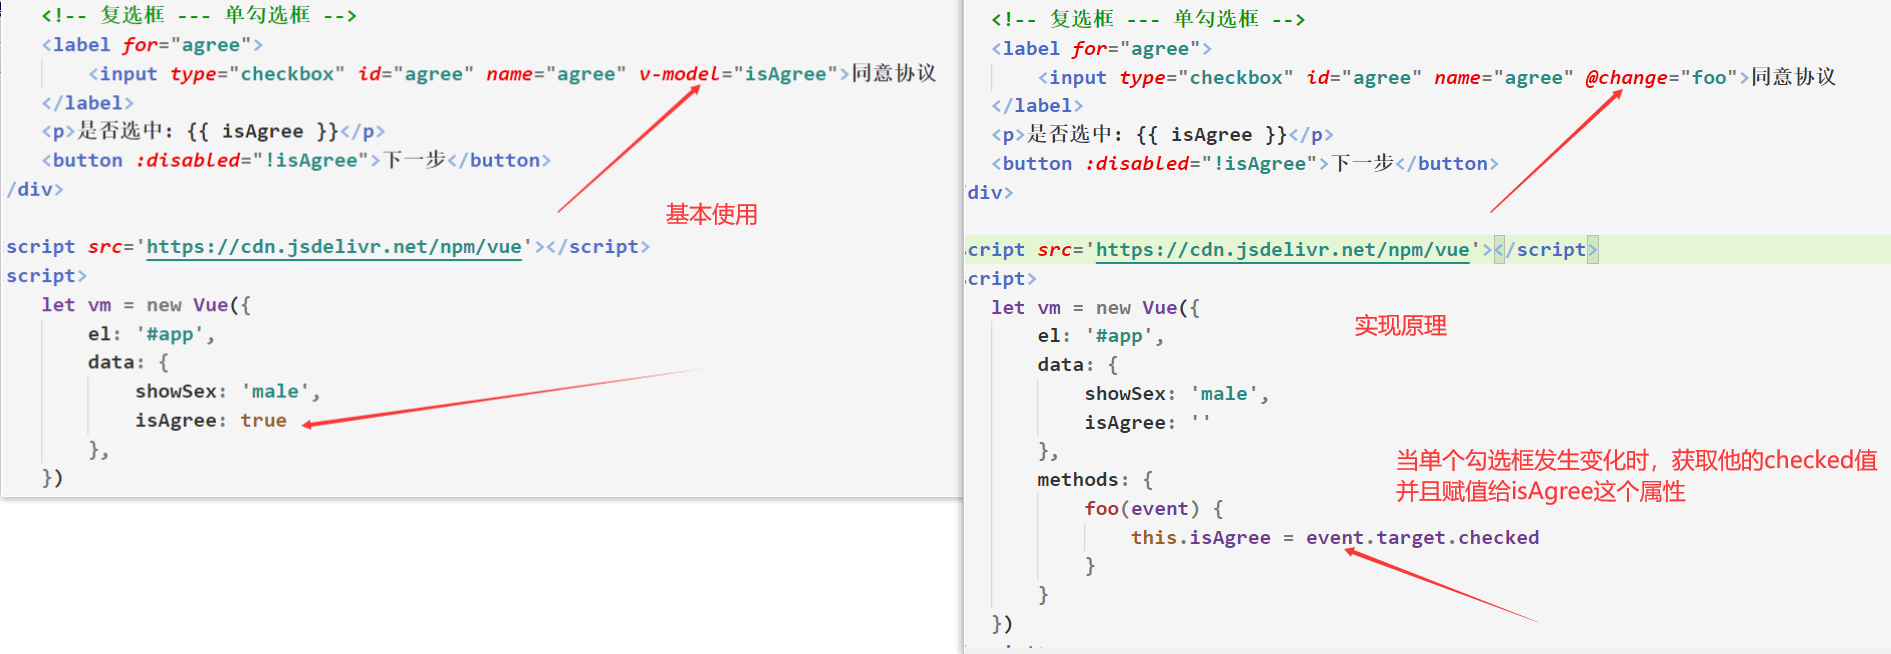 <!-- 复选框 --- 单勾选框 -->
<label for="agree">
<input type="checkbox" id="agree" name="agree" v-model="isAgree">同意协议
</label>
<p>是否选中: {{ isAgree }}</p>
<button :disabled="!isAgree">下一步</button>
/div>
基本使用
script src='https://cdn.jsdelivr.net/npm/vue'></script>
script>
let vm = new Vue({
el: '#app',
data: {
showSex: 'male',
isAgree: true
},
})
<!-- 复选框 --- 单勾选框 -->
<label for="agree">
<input type="checkbox" id="agree" name="agree" @change="foo">同意协议
</label>
<p>是否选中: {{ isAgree }}</p>
<button :disabled="!isAgree">下一步</button>
div>
script src='https://cdn.jsdelivr.net/npm/vue'></script>
script>
let vm = new Vue({
实现原理
el: '#app',
data: {
showSex: 'male',
isAgree: ''
},
当单个勾选框发生变化时，获取他的checked值
并且赋值给isAgree这个属性
methods: {
foo(event) {
this.isAgree = event.target.checked
}
}
})